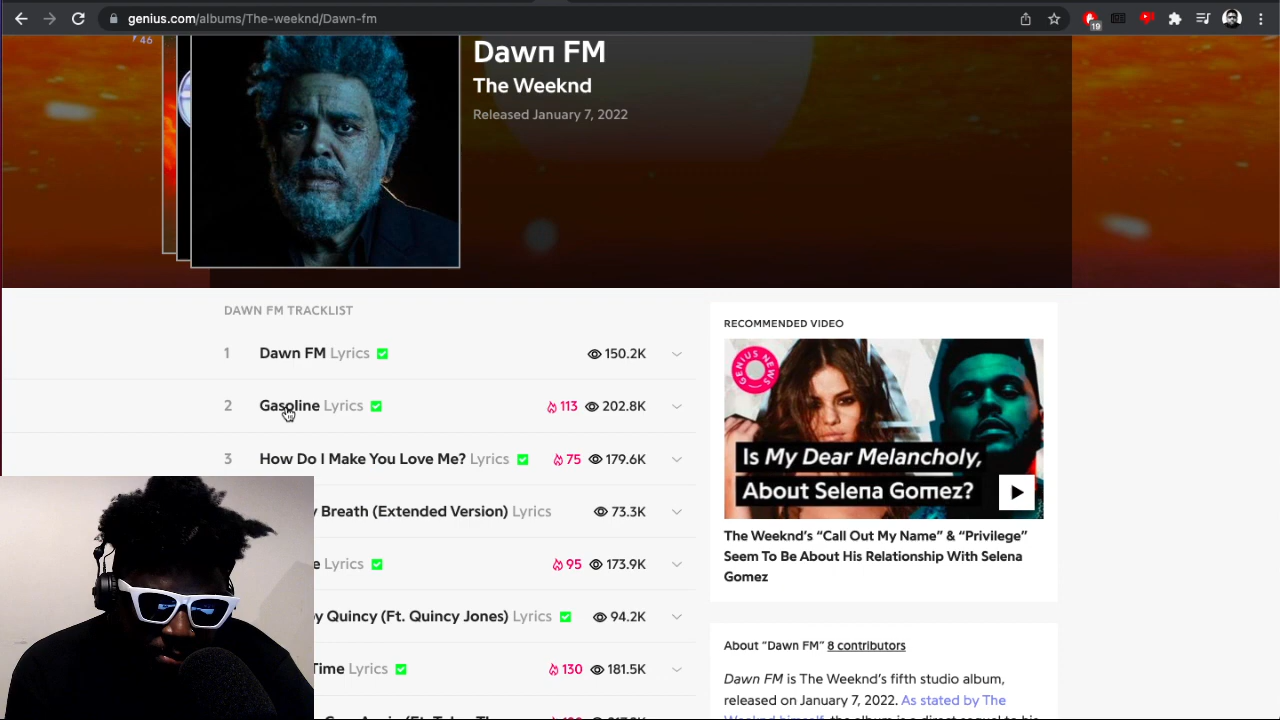 genius.com/albums/The-weeknd/Dawn-fm
19
46
Dawn FM
The Weeknd
Released January 7, 2022
DAWN FM TRACKLIST
1 Dawn FM Lyrics 150.2K
2 Gasoline Lyrics 113 202.8K
3 How Do I Make You Love Me? Lyrics 75 179.6K
Breath (Extended Version) Lyrics 73.3K
Lyrics 95 173.9K
Quincy (Ft. Quincy Jones) Lyrics 94.2K
Time Lyrics 130 181.5K
RECOMMENDED VIDEO
GENIUS NEWS
Is My Dear Melancholy,
About Selena Gomez?
The Weeknd’s “Call Out My Name” & “Privilege”
Seem To Be About His Relationship With Selena
Gomez
About “Dawn FM” 8 contributors
Dawn FM is The Weeknd’s fifth studio album,
released on January 7, 2022. As stated by The